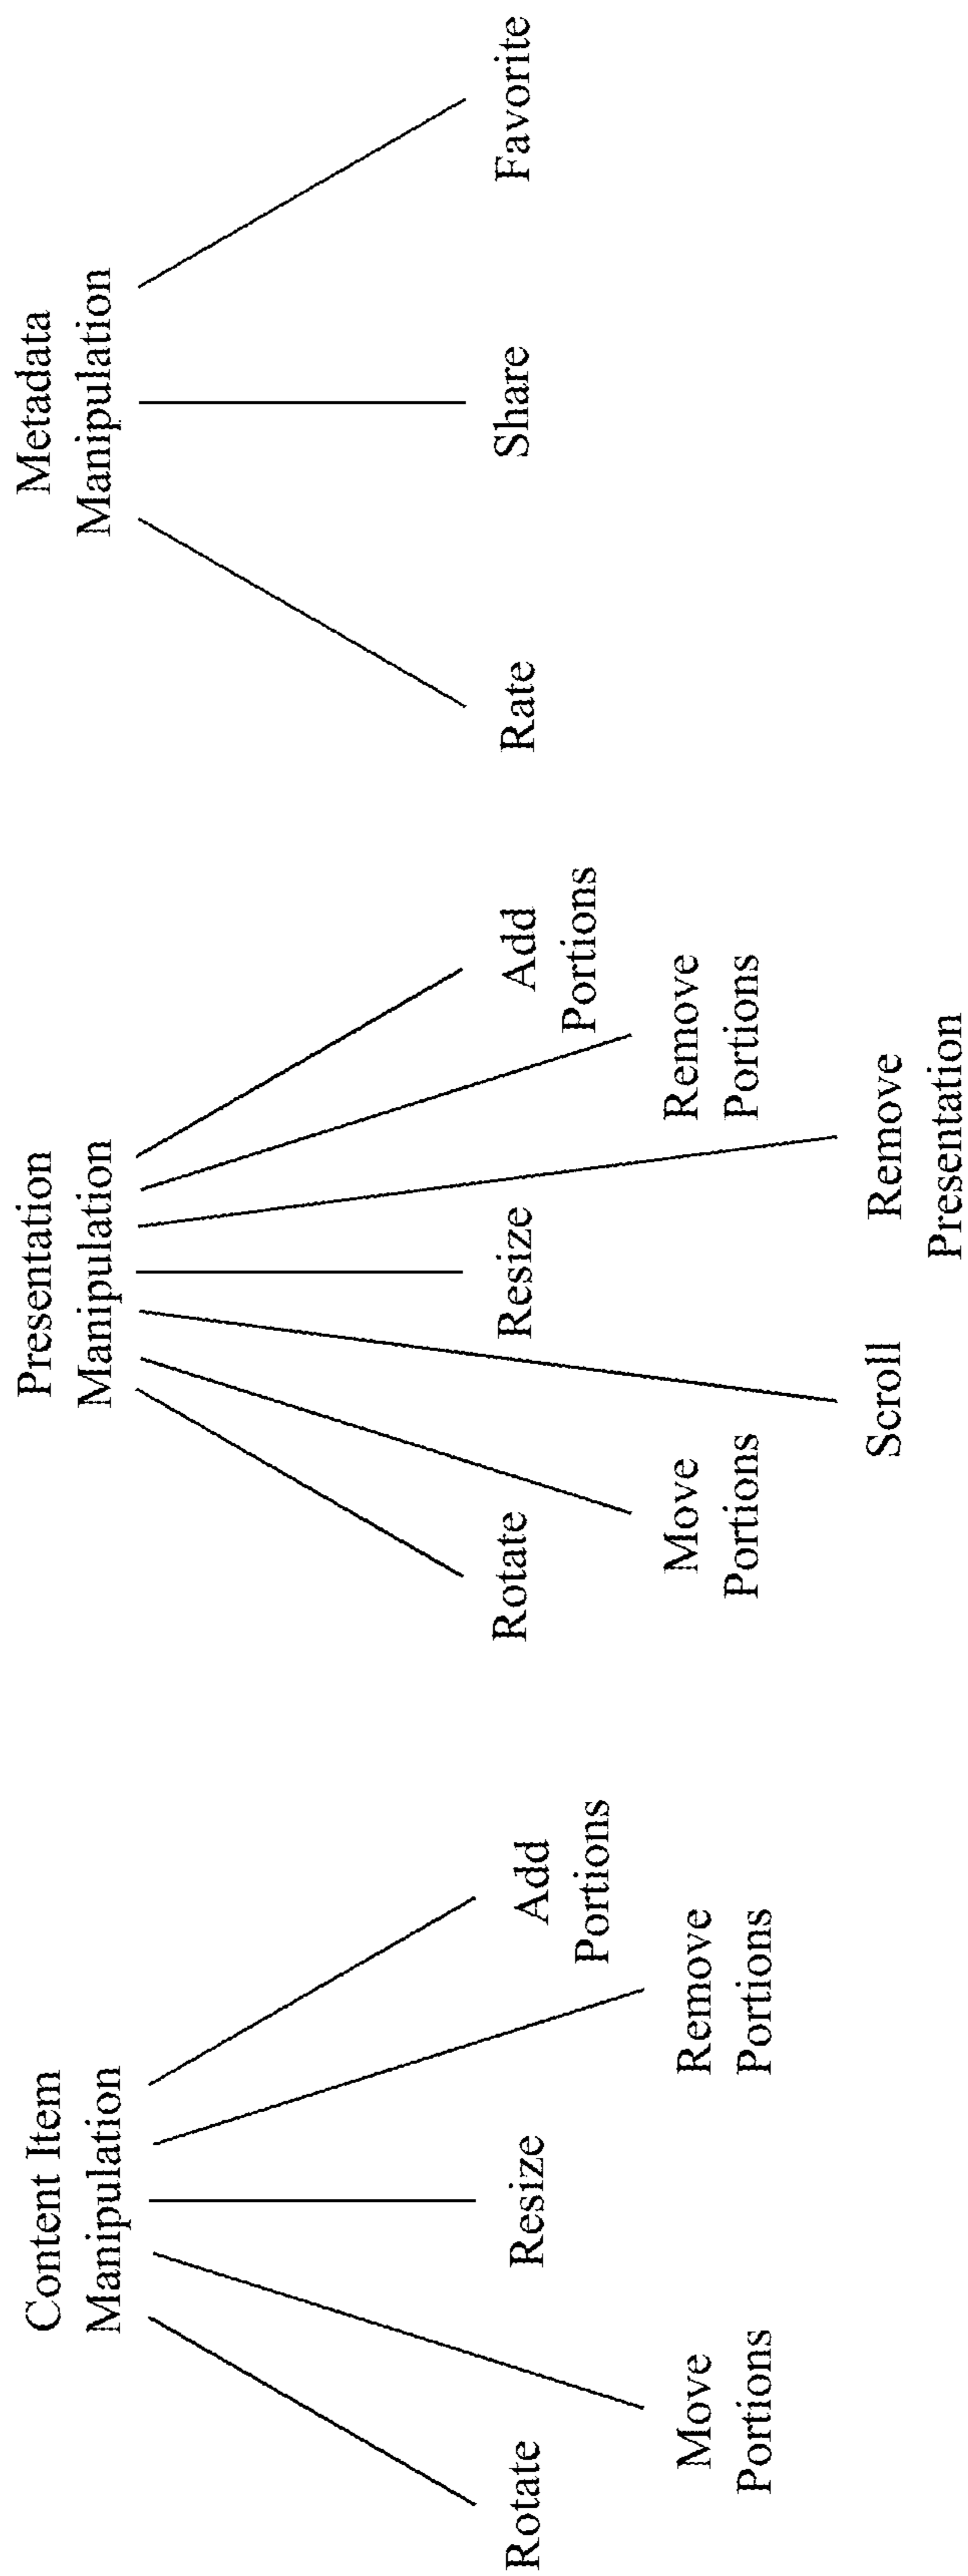 Content Item
Manipulation
Rotate
Move
Portions
Resize
Remove
Portions
Add
Portions
Presentation
Manipulation
Rotate
Move
Portions
Scroll
Resize
Remove
Presentation
Remove
Portions
Add
Portions
Metadata
Manipulation
Rate
Share
Favorite